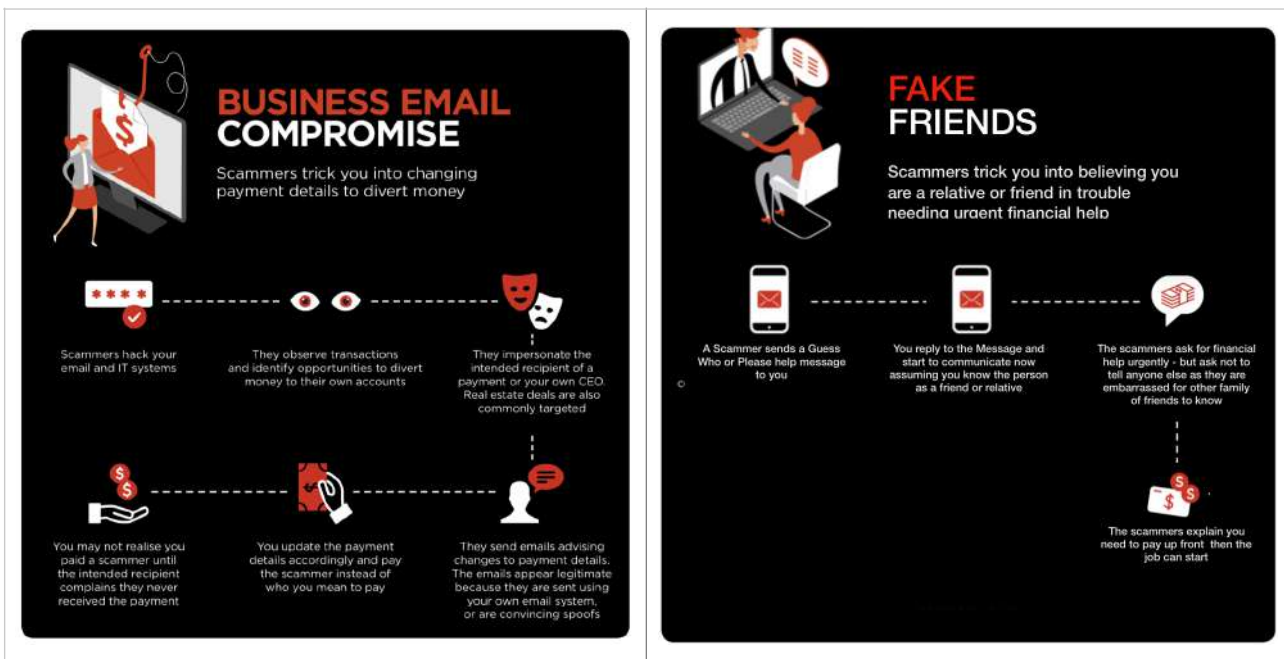 BUSINESS EMAIL
COMPROMISE
Scammers trick you into changing
payment details to divert money
* * * *
Scammers hack your
email and IT systems
They observe transactions
and identify opportunities to divert
money to their own accounts
They impersonate the
intended recipient of a
payment or your own CEO.
Real estate deals are also
commonly targeted
You may not realise you
paid a scammer until
the intended recipient
complains they never
received the payment
You update the payment
details accordingly and pay
the scammer instead of
who you mean to pay
They send emails advising
changes to payment details.
The emails appear legitimate
because they are sent using
your own email system,
or are convincing spoofs
FAKE
FRIENDS
Scammers trick you into believing you
are a relative or friend in trouble
needing urgent financial help
A Scammer sends a Guess
Who or Please help message
to you
You reply to the Message and
start to communicate now
assuming you know the person
as a friend or relative
The scammers ask for financial
help urgently - but ask not to
tell anyone else as they are
embarrassed for other family
of friends to know
©
The scammers explain you
need to pay up front then the
job can start